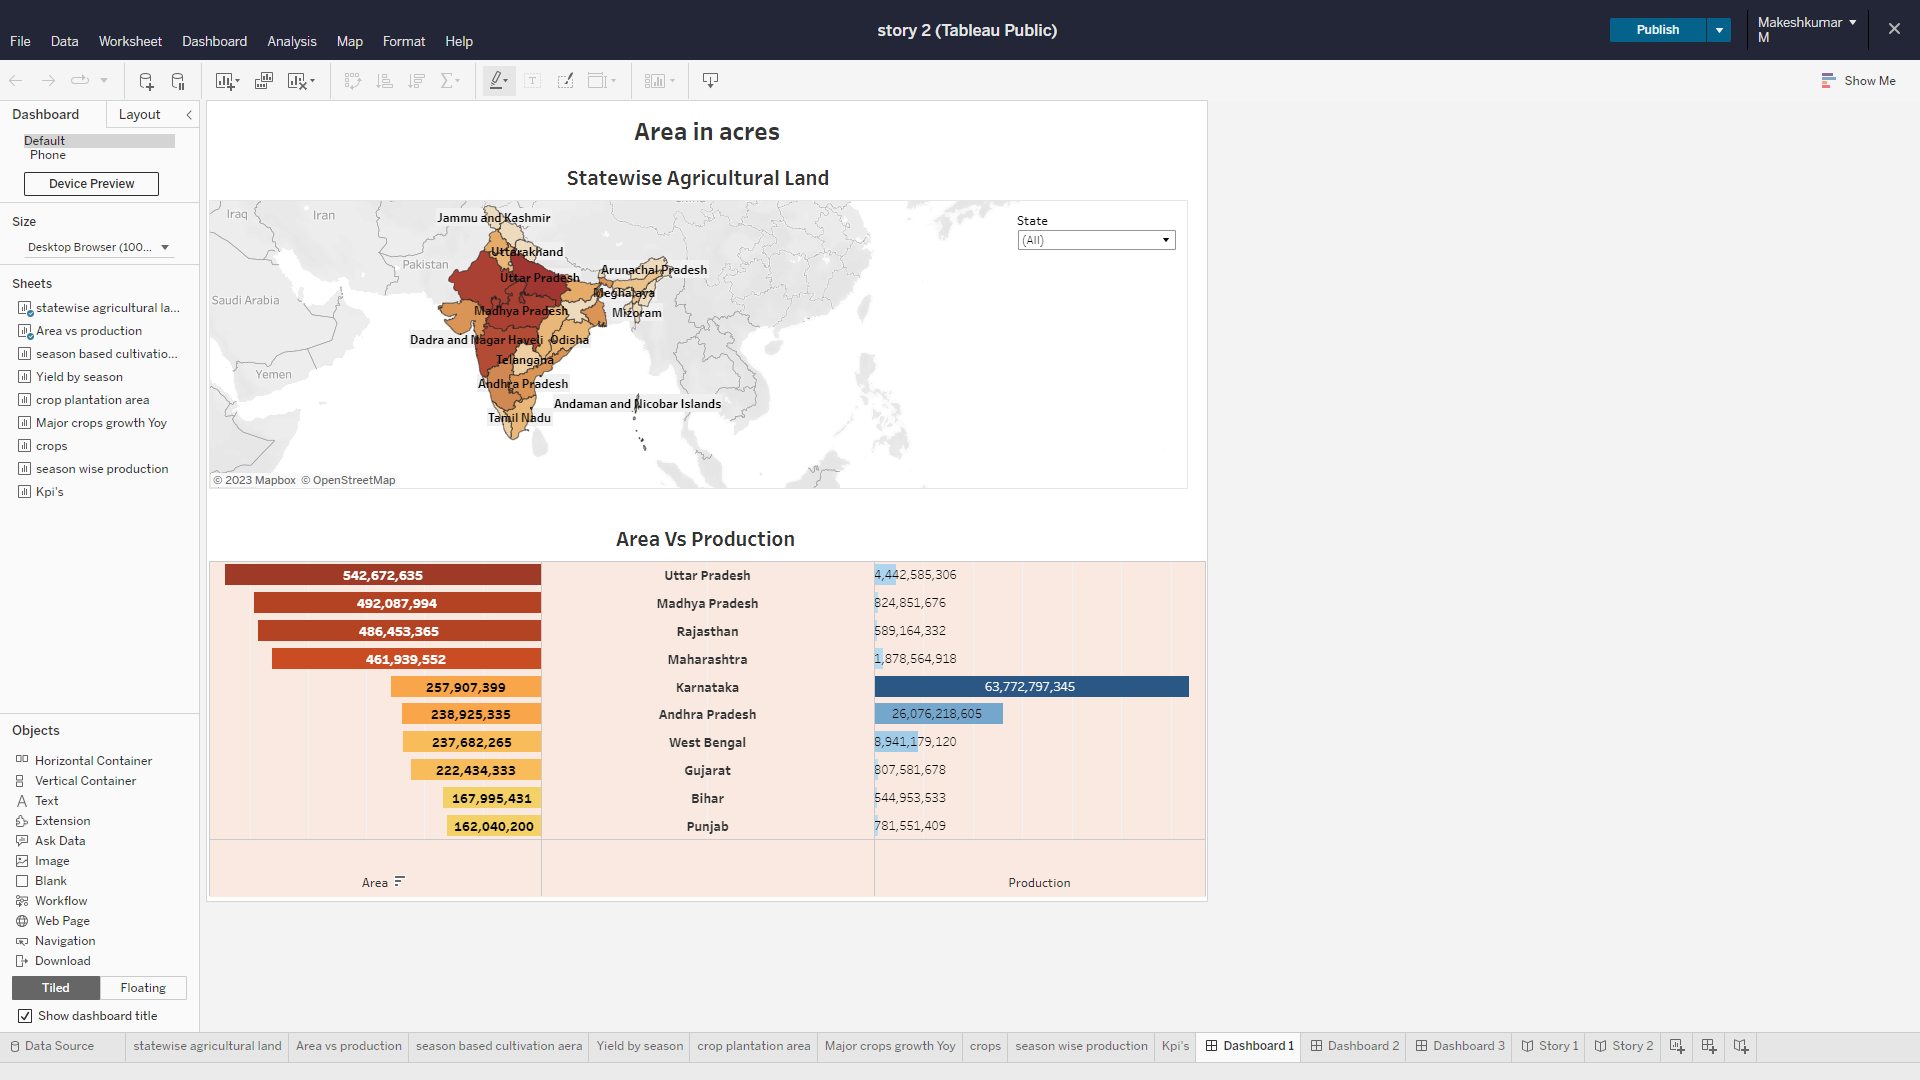 story 2 (Tableau Public)
Publish
Makeshkumar M
File Data Worksheet Dashboard Analysis Map Format Help
Show Me
Dashboard
Layout
Default
Phone
Device Preview
Size
Desktop Browser (100...
Sheets
statewise agricultural la...
Area vs production
season based cultivatio...
Yield by season
crop plantation area
Major crops growth Yoy
crops
season wise production
Kpi's
Objects
Horizontal Container
Vertical Container
Text
Extension
Ask Data
Image
Blank
Workflow
Web Page
Navigation
Download
Tiled
Floating
Show dashboard title
Area in acres
Statewise Agricultural Land
Iraq
Iran
Pakistan
Saudi Arabia
Yemen
Jammu and Kashmir
Uttarakhand
Arunachal Pradesh
Uttar Pradesh
Meghalaya
Madhya Pradesh
Mizoram
Dadra and Nagar Haveli
Odisha
Telangana
Andhra Pradesh
Andaman and Nicobar Islands
Tamil Nadu
State
(All)
© 2023 Mapbox © OpenStreetMap
Area Vs Production
542,672,635 Uttar Pradesh 4,442,585,306
492,087,994 Madhya Pradesh 824,851,676
486,453,365 Rajasthan 589,164,332
461,939,552 Maharashtra 1,878,564,918
257,907,399 Karnataka 63,772,797,345
238,925,335 Andhra Pradesh 26,076,218,605
237,682,265 West Bengal 8,941,179,120
222,434,333 Gujarat 807,581,678
167,995,431 Bihar 544,953,533
162,040,200 Punjab 781,551,409
Area
Production
Data Source
statewise agricultural land
Area vs production
season based cultivation aera
Yield by season
crop plantation area
Major crops growth Yoy
crops
season wise production
Kpi's
Dashboard 1
Dashboard 2
Dashboard 3
Story 1
Story 2